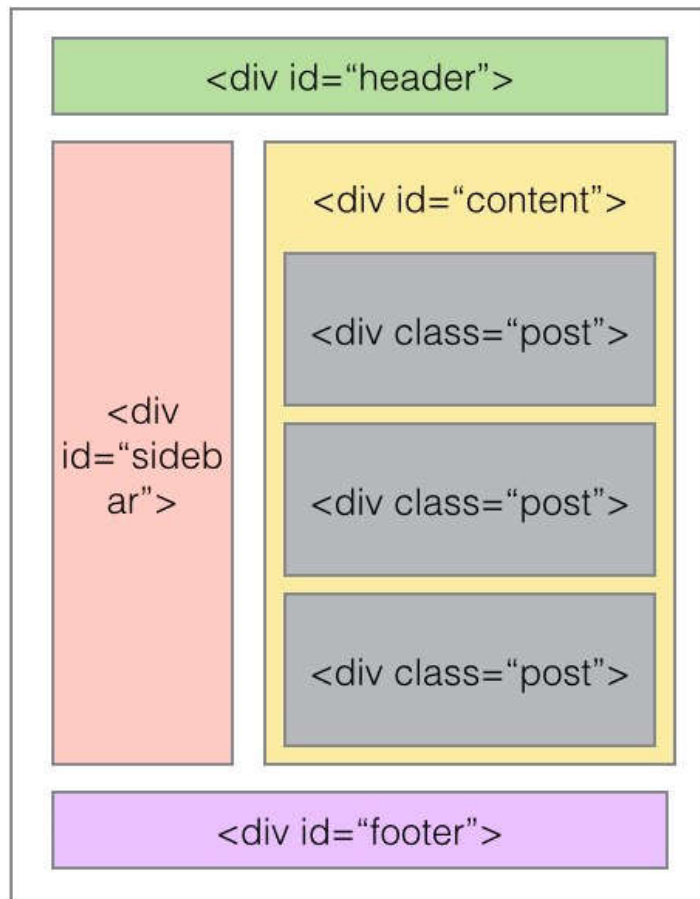 <div id=“header”>
<div
id=“sideb
ar”>
<div id=“content”>
<div class=“post”>
<div class=“post”>
<div class=“post”>
<div id=“footer”>